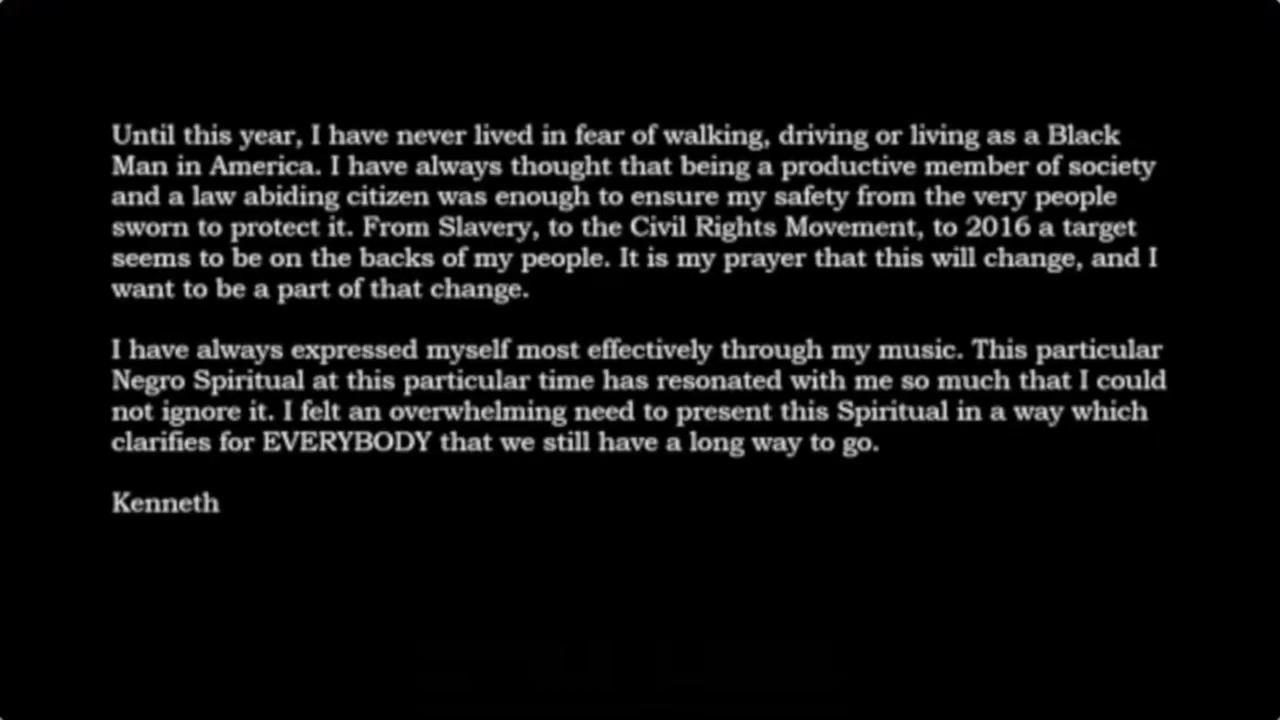 Until this year, I have never lived in fear of walking, driving or living as a Black
Man in America. I have always thought that being a productive member of society
and a law abiding citizen was enough to ensure my safety from the very people
sworn to protect it. From Slavery, to the Civil Rights Movement, to 2016 a target
seems to be on the backs of my people. It is my prayer that this will change, and I
want to be a part of that change.
I have always expressed myself most effectively through my music. This particular
Negro Spiritual at this particular time has resonated with me so much that I could
not ignore it. I felt an overwhelming need to present this Spiritual in a way which
clarifies for EVERYBODY that we still have a long way to go.
Kenneth